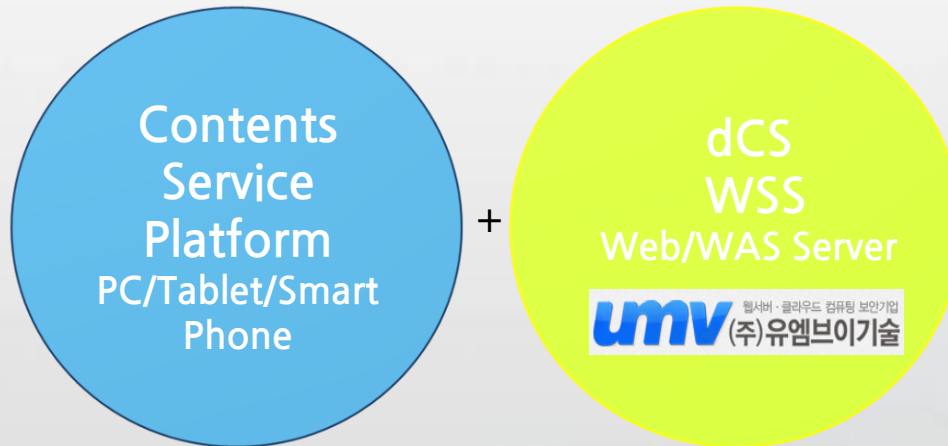 Contents
Service
Platform
PC/Tablet/Smart
Phone
+
dCS
WSS
Web/WAS Server
umv
웹서버 · 클라우드 컴퓨팅 보안기업
(주)유엠브이기술